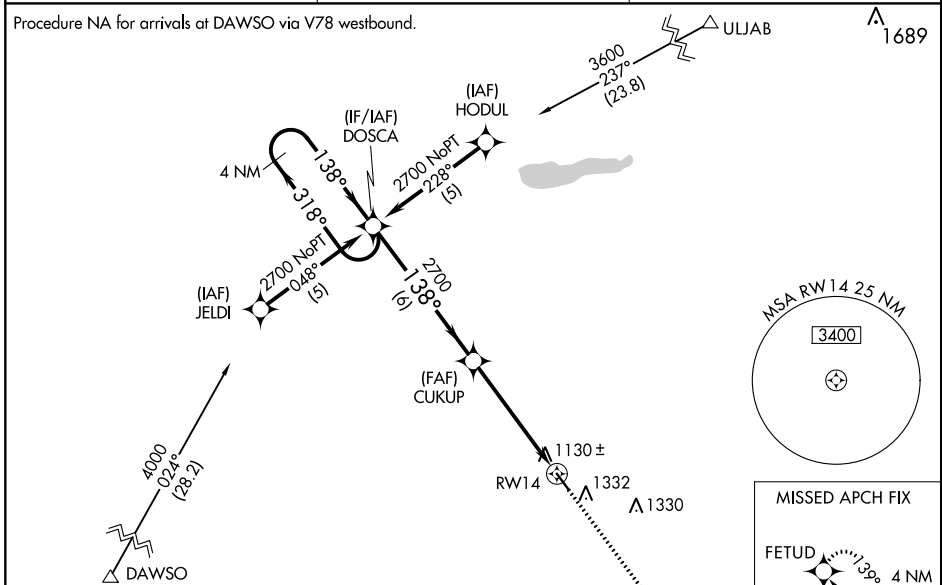 Procedure NA for arrivals at DAWSO via V78 westbound.
ULJAB
1689
3600
237°
(23.8)
(IAF)
HODUL
(IF/IAF)
DOSCA
4 NM
138°
318°
2700 NoPT
228°
(5)
2700 NoPT
048°
(5)
(IAF)
JELDI
2700
138°
(6)
(FAF)
CUKUP
MSA RW14 25 NM
3400
4000
024°
(28.2)
DAWSO
1130 ±
RW14
1332
1330
MISSED APCH FIX
FETUD
139°
4 NM